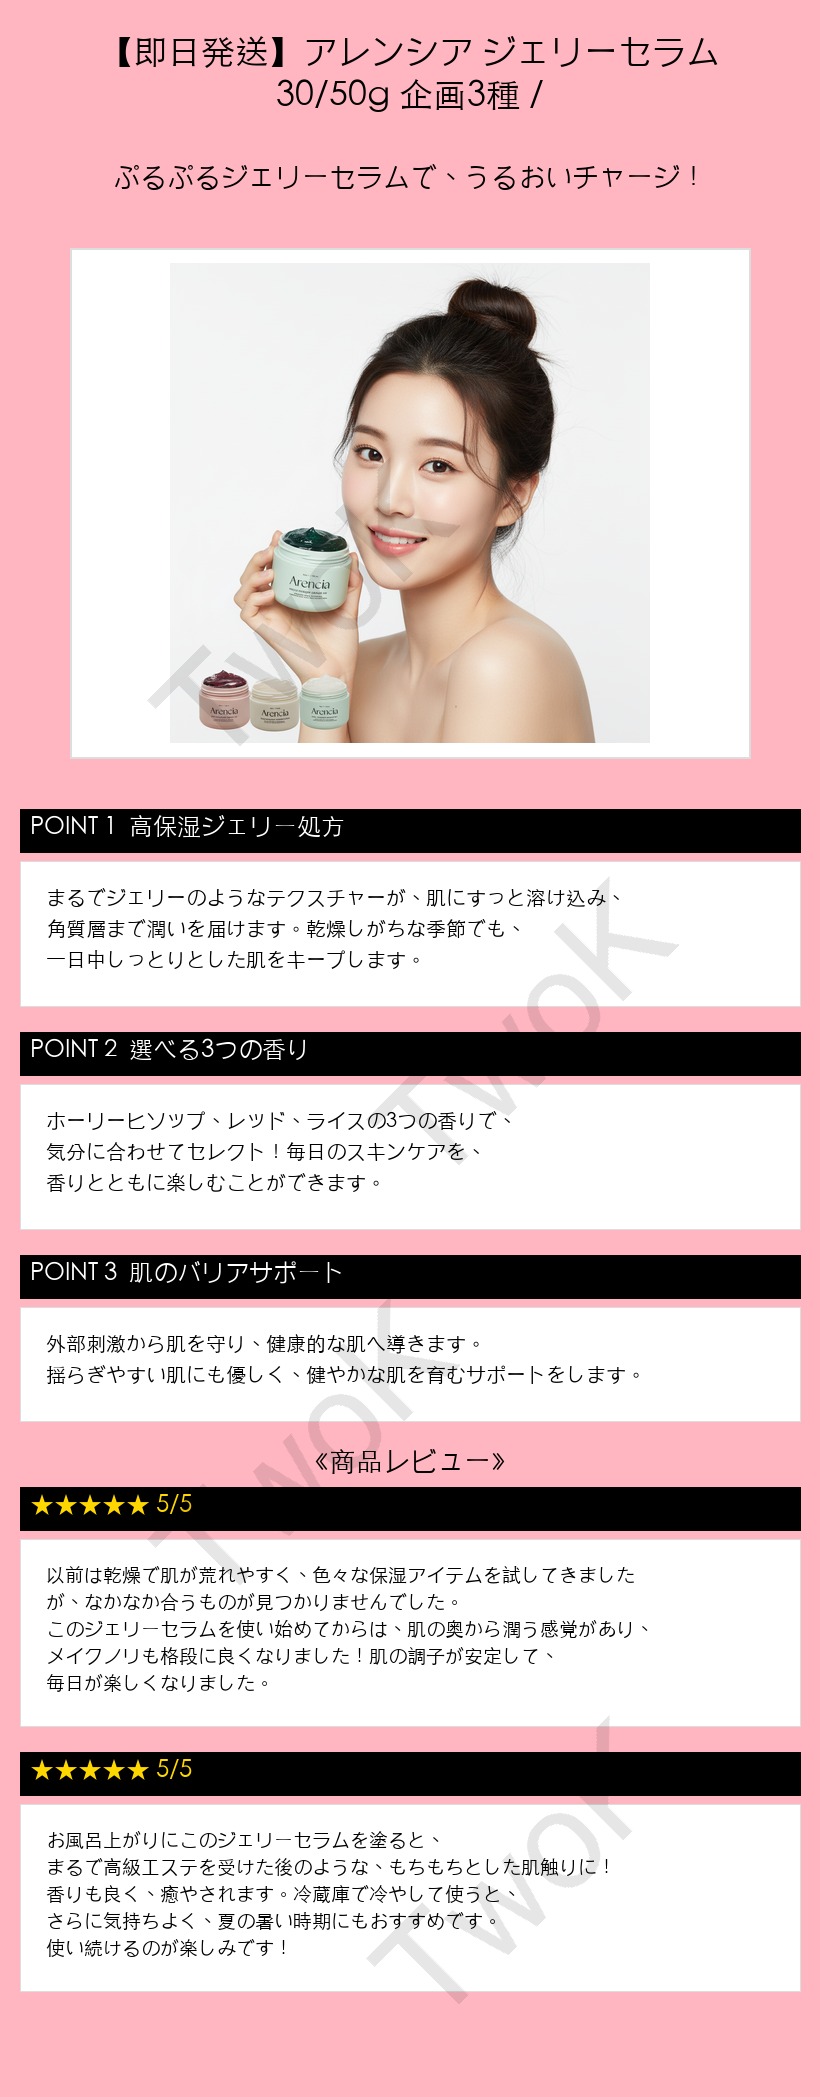 【即日発送】アレンシア ジェリーセラム
30/50g 企画3種 /
ぷるぷるジェリーセラムで、うるおいチャージ！
Arencia
Arencia
Arencia
Arencia
TwoK
POINT 1 高保湿ジェリー処方
まるでジェリーのようなテクスチャーが、肌にすっと溶け込み、
角質層まで潤いを届けます。乾燥しがちな季節でも、
一日中しっとりとした肌をキープします。
TwoK
POINT 2 選べる3つの香り
ホーリーヒソップ、レッド、ライスの3つの香りで、
気分に合わせてセレクト！毎日のスキンケアを、
香りとともに楽しむことができます。
POINT 3 肌のバリアサポート
外部刺激から肌を守り、健康的な肌へ導きます。
揺らぎやすい肌にも優しく、健やかな肌を育むサポートをします。
TwoK
《商品レビュー》
★★★★★ 5/5
以前は乾燥で肌が荒れやすく、色々な保湿アイテムを試してきました
が、なかなか合うものが見つかりませんでした。
このジェリーセラムを使い始めてからは、肌の奥から潤う感覚があり、
メイクノリも格段に良くなりました！肌の調子が安定して、
毎日が楽しくなりました。
★★★★★ 5/5
お風呂上がりにこのジェリーセラムを塗ると、
まるで高級エステを受けた後のような、もちもちとした肌触りに！
香りも良く、癒やされます。冷蔵庫で冷やして使うと、
さらに気持ちよく、夏の暑い時期にもおすすめです。
使い続けるのが楽しみです！
TwoK